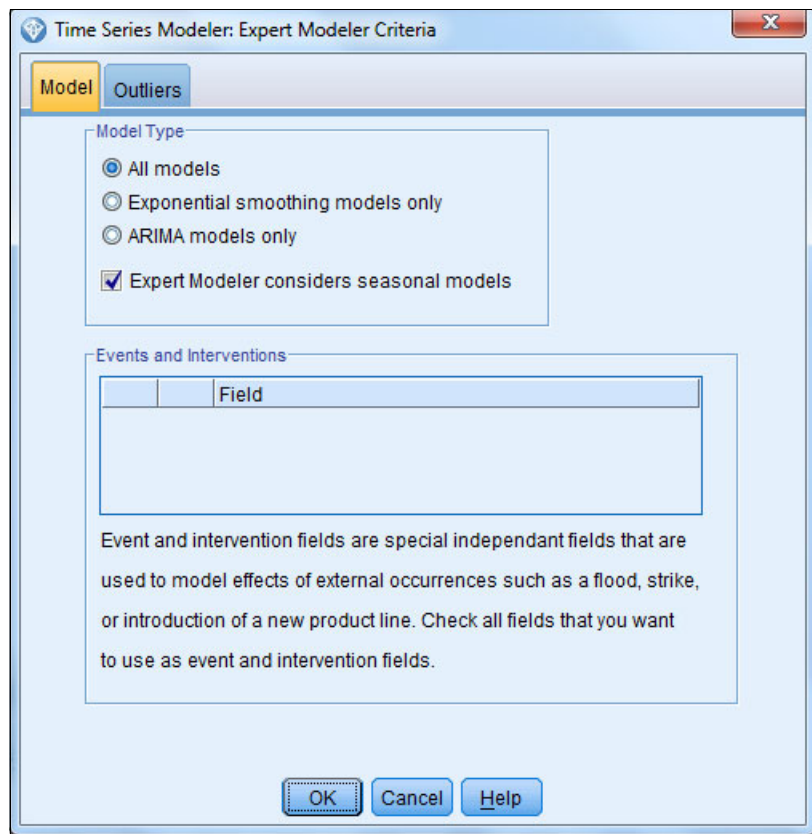 Time Series Modeler: Expert Modeler Criteria
Model
Outliers
Model Type
All models
Exponential smoothing models only
ARIMA models only
Expert Modeler considers seasonal models
Events and Interventions
Field
Event and intervention fields are special independant fields that are
used to model effects of external occurrences such as a flood, strike,
or introduction of a new product line. Check all fields that you want
to use as event and intervention fields.
OK
Cancel
Help